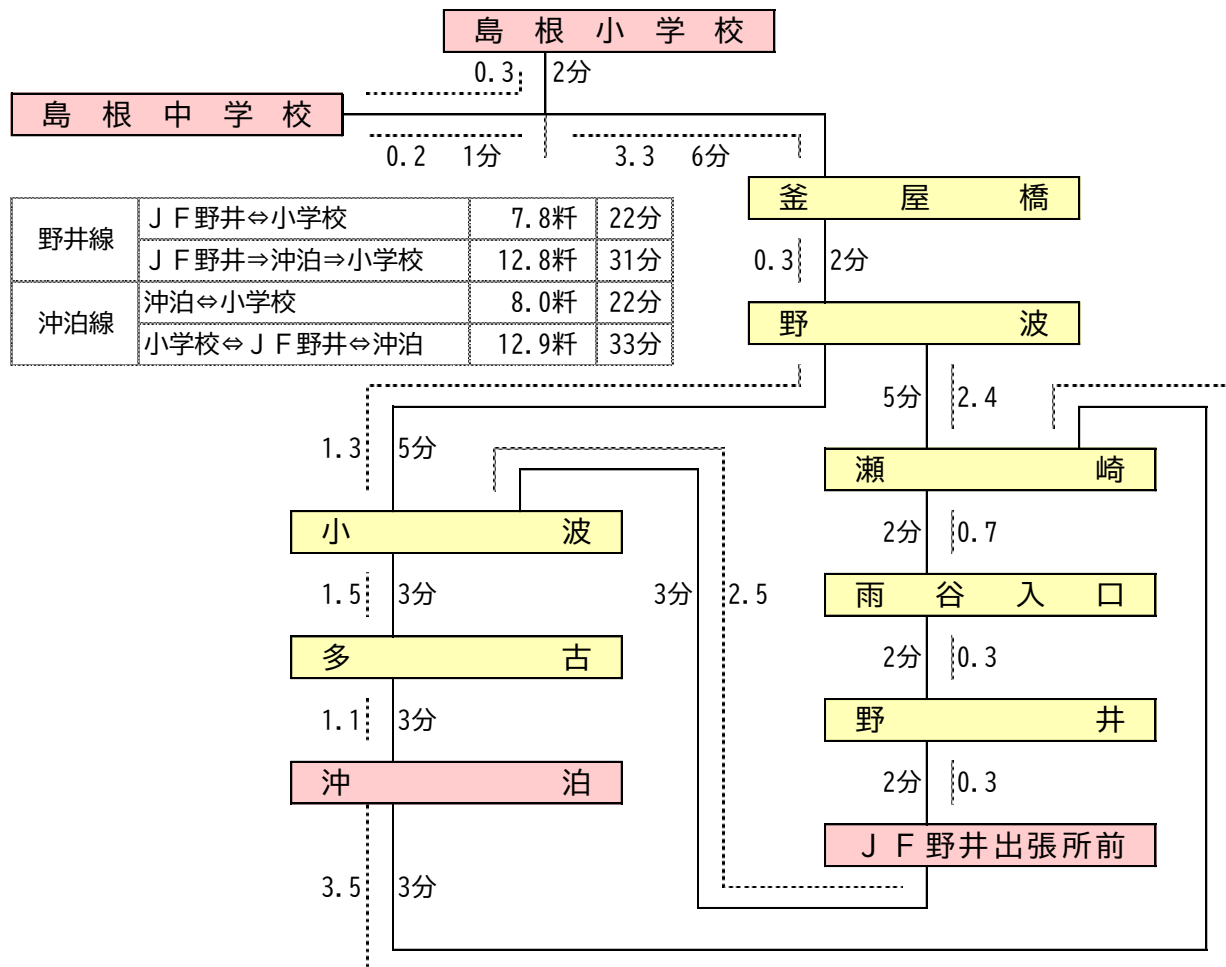 島根小学校
0.3 2分
島根中学校
0.2 1分 3.3 6分
釜屋橋
野井線 ＪＦ野井⇔小学校 7.8粁 22分
ＪＦ野井⇒沖泊⇒小学校 12.8粁 31分
沖泊線 沖泊⇔小学校 8.0粁 22分
小学校⇔ＪＦ野井⇔沖泊 12.9粁 33分
0.3 2分
野波
5分 2.4
1.3 5分
瀬崎
小波
2分 0.7
1.5 3分
3分 2.5
雨谷入口
多古
2分 0.3
1.1 3分
野井
沖泊
2分 0.3
ＪＦ野井出張所前
3.5 3分